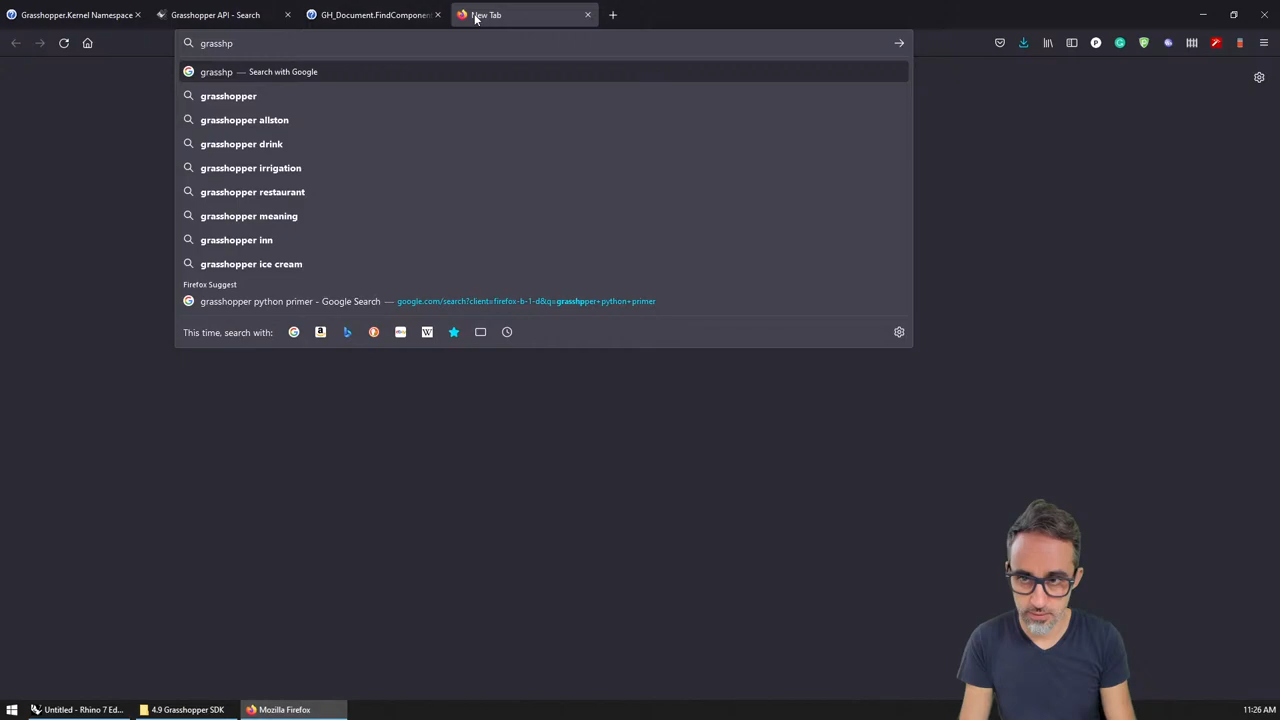 Grasshopper.Kernel Namespace
Grasshopper API - Search
GH_Document.FindComponent
New Tab
grasshp
grasshp — Search with Google
grasshopper
grasshopper allston
grasshopper drink
grasshopper irrigation
grasshopper restaurant
grasshopper meaning
grasshopper inn
grasshopper ice cream
Firefox Suggest
grasshopper python primer - Google Search — google.com/search?client=firefox-b-1-d&q=grasshpper+python+primer
This time, search with:
Untitled - Rhino 7 Ed...
4.9 Grasshopper SDK
Mozilla Firefox
11:26 AM